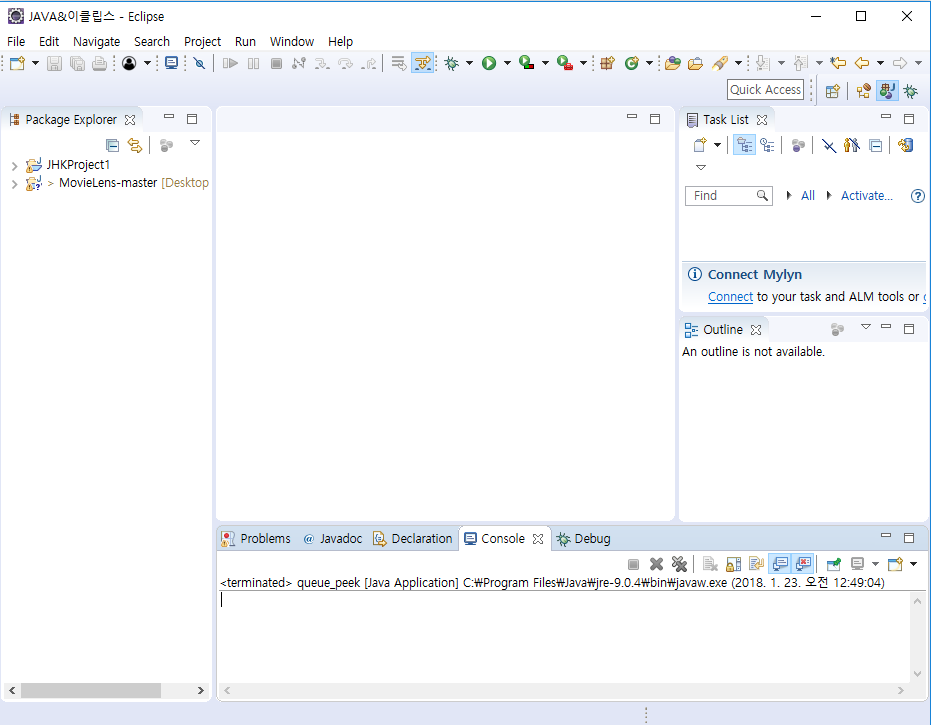 JAVA&이클립스 - Eclipse
File Edit Navigate Search Project Run Window Help
Quick Access
Package Explorer
JHKProject1
> MovieLens-master [Desktop
Task List
Find All Activate...
Connect Mylyn
Connect to your task and ALM tools or
Outline
An outline is not available.
Problems @ Javadoc Declaration Console Debug
<terminated> queue_peek [Java Application] C:₩Program Files₩Java₩jre-9.0.4₩bin₩javaw.exe (2018. 1. 23. 오전 12:49:04)